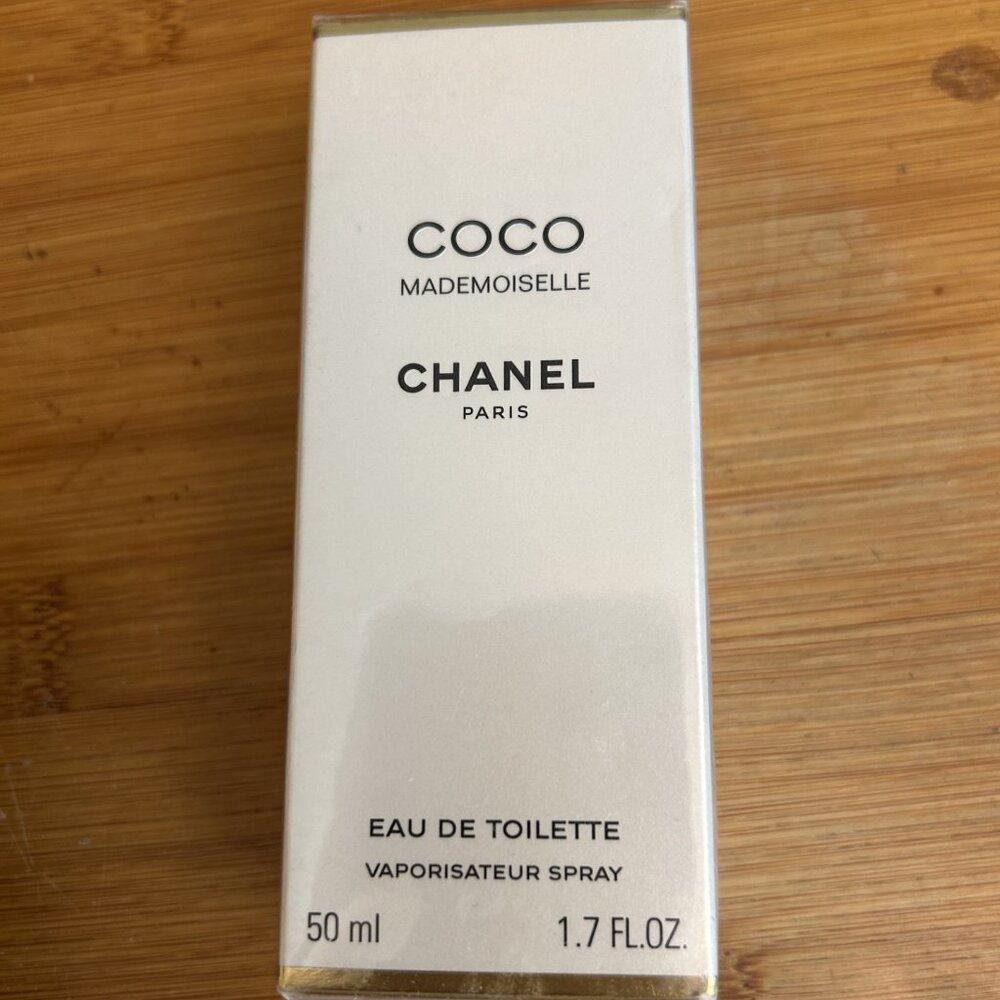 COCO
MADEMOISELLE
CHANEL
PARIS
EAU DE TOILETTE
VAPORISATEUR SPRAY
50 ml 1.7 FL.OZ.